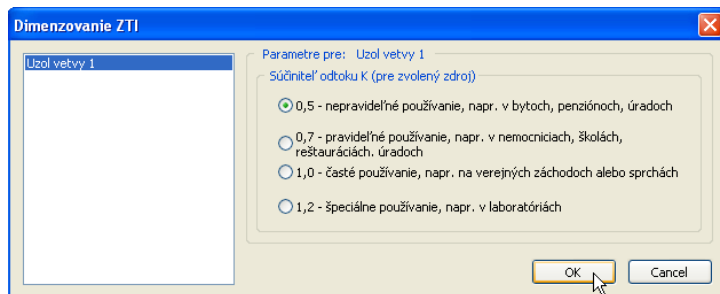 Dimenzovanie ZTI
Uzol vetvy 1
Parametre pre: Uzol vetvy 1
Súčiniteľ odtoku K (pre zvolený zdroj)
0,5 - nepravideľné používanie, napr. v bytoch, penziónoch, úradoch
0,7 - pravideľné používanie, napr. v nemocniciach, školách,
reštauráciách. úradoch
1,0 - časté používanie, napr. na verejných záchodoch alebo sprchách
1,2 - špeciálne používanie, napr. v laboratóriách
OK
Cancel